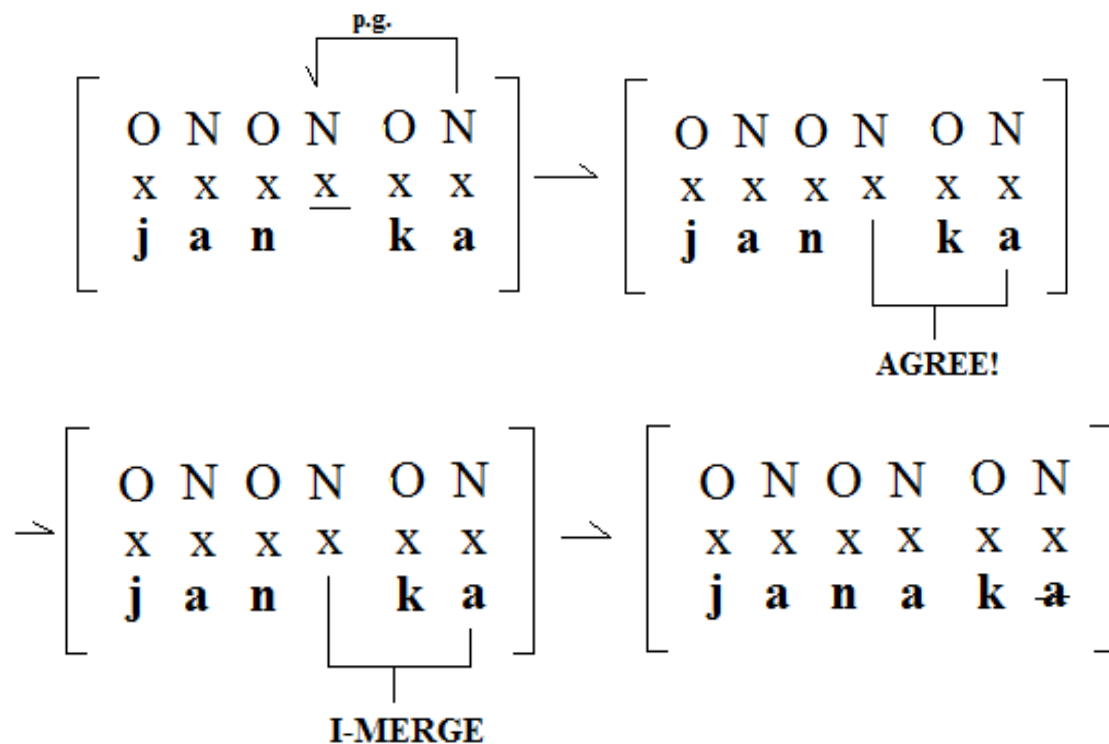 p.g.
O N O N O N
x x x x x x
j a n k a
O N O N O N
x x x x x x
j a n k a
AGREE!
O N O N O N
x x x x x x
j a n k a
I-MERGE
O N O N O N
x x x x x x
j a n a k a